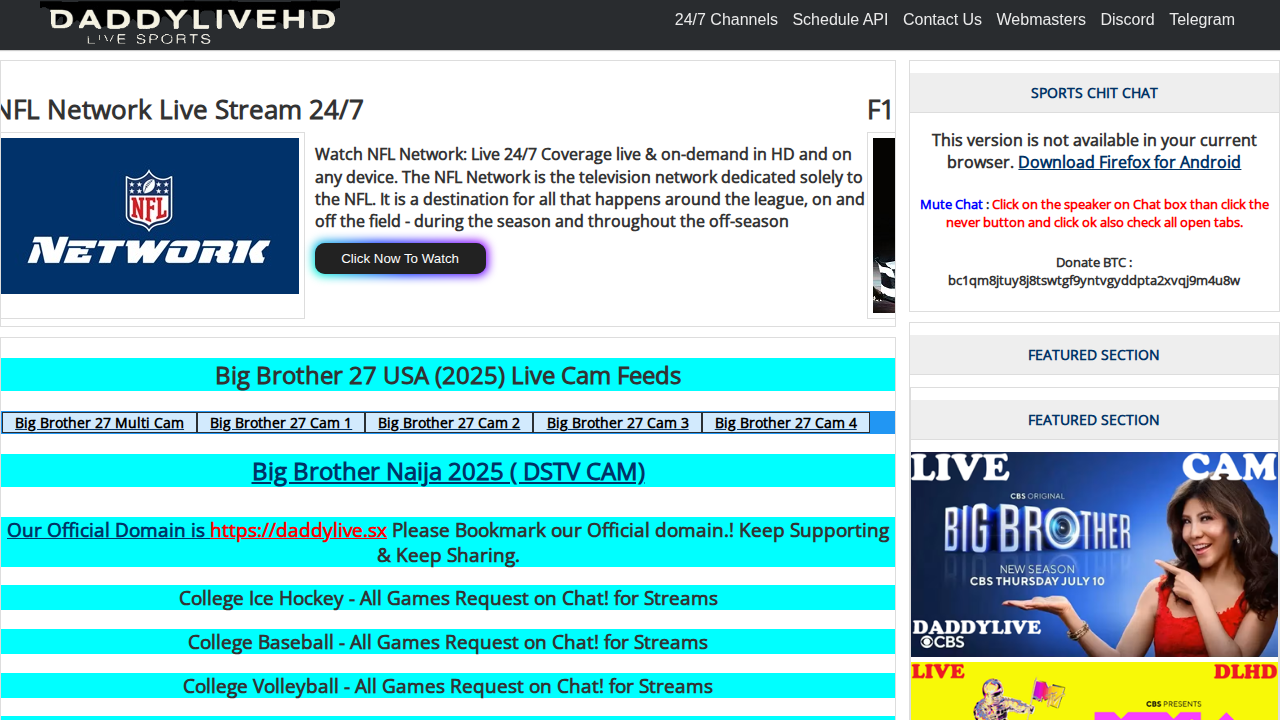 DADDYLIVEHD
LIVE SPORTS
24/7 Channels Schedule API Contact Us Webmasters Discord Telegram
NFL Network Live Stream 24/7
F1
NFL
NETWORK
Watch NFL Network: Live 24/7 Coverage live & on-demand in HD and on
any device. The NFL Network is the television network dedicated solely to
the NFL. It is a destination for all that happens around the league, on and
off the field - during the season and throughout the off-season
Click Now To Watch
Big Brother 27 USA (2025) Live Cam Feeds
Big Brother 27 Multi Cam Big Brother 27 Cam 1 Big Brother 27 Cam 2 Big Brother 27 Cam 3 Big Brother 27 Cam 4
Big Brother Naija 2025 ( DSTV CAM)
Our Official Domain is https://daddylive.sx Please Bookmark our Official domain.! Keep Supporting
& Keep Sharing.
College Ice Hockey - All Games Request on Chat! for Streams
College Baseball - All Games Request on Chat! for Streams
College Volleyball - All Games Request on Chat! for Streams
SPORTS CHIT CHAT
This version is not available in your current
browser. Download Firefox for Android
Mute Chat : Click on the speaker on Chat box than click the
never button and click ok also check all open tabs.
Donate BTC :
bc1qm8jtuy8j8tswtgf9yntvgyddpta2xvqj9m4u8w
FEATURED SECTION
FEATURED SECTION
LIVE CAM
CBS ORIGINAL
BIG BROTHER
NEW SEASON
CBS THURSDAY JULY 10
DADDYLIVE
CBS
LIVE DLHD
CBS PRESENTS